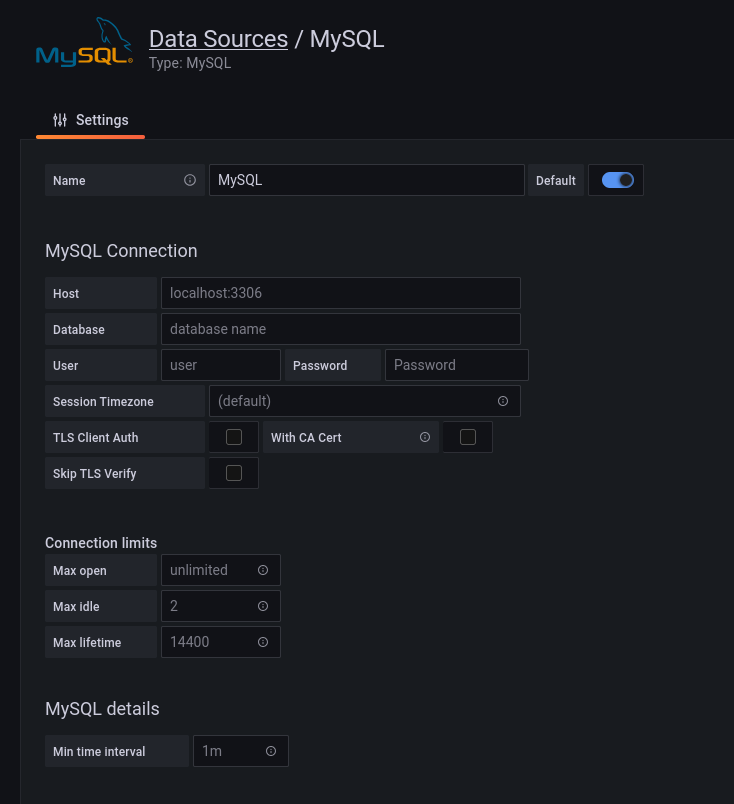 MySQL
Data Sources / MySQL
Type: MySQL
Settings
Name MySQL Default
MySQL Connection
Host localhost:3306
Database database name
User user Password Password
Session Timezone (default)
TLS Client Auth With CA Cert
Skip TLS Verify
Connection limits
Max open unlimited
Max idle 2
Max lifetime 14400
MySQL details
Min time interval 1m